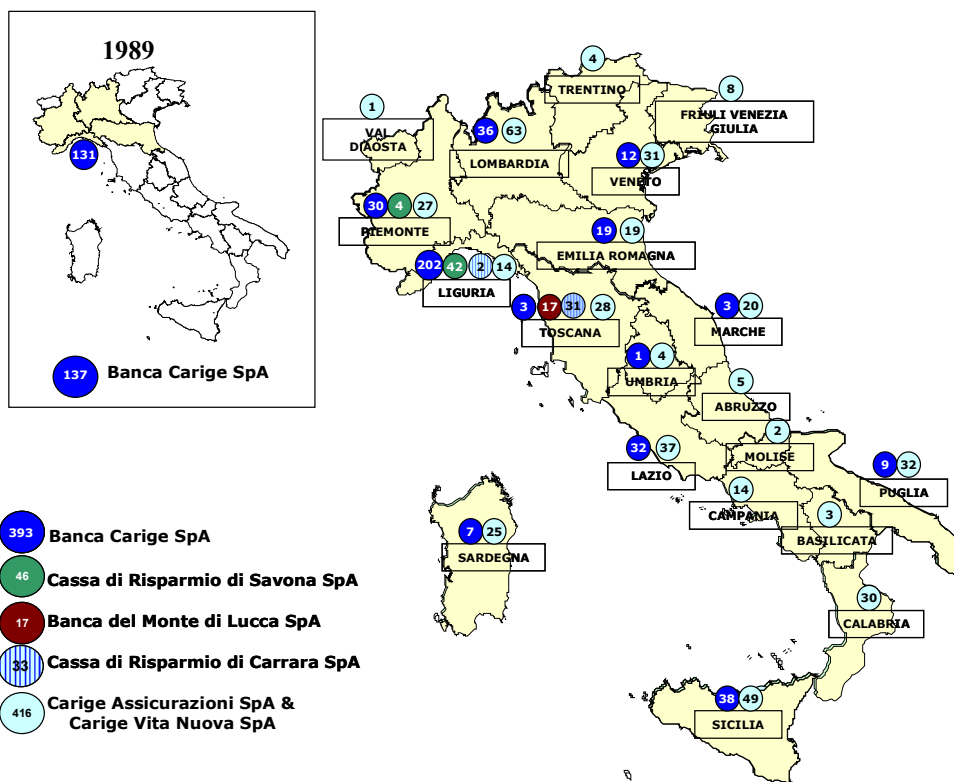 1989
131
137 Banca Carige SpA
4
TRENTINO
8
FRIULI VENEZIA
GIULIA
1
VAL
D'AOSTA
36 63
LOMBARDIA
12 31
VENETO
30 4 27
PIEMONTE
19 19
EMILIA ROMAGNA
202 42 2 14
LIGURIA
3 17 31 28
TOSCANA
3 20
MARCHE
1 4
UMBRIA
5
ABRUZZO
2
MOLISE
32 37
LAZIO
9 32
PUGLIA
14
CAMPANIA
3
BASILICATA
7 25
SARDEGNA
30
CALABRIA
38 49
SICILIA
393 Banca Carige SpA
46 Cassa di Risparmio di Savona SpA
17 Banca del Monte di Lucca SpA
33 Cassa di Risparmio di Carrara SpA
416 Carige Assicurazioni SpA &
Carige Vita Nuova SpA